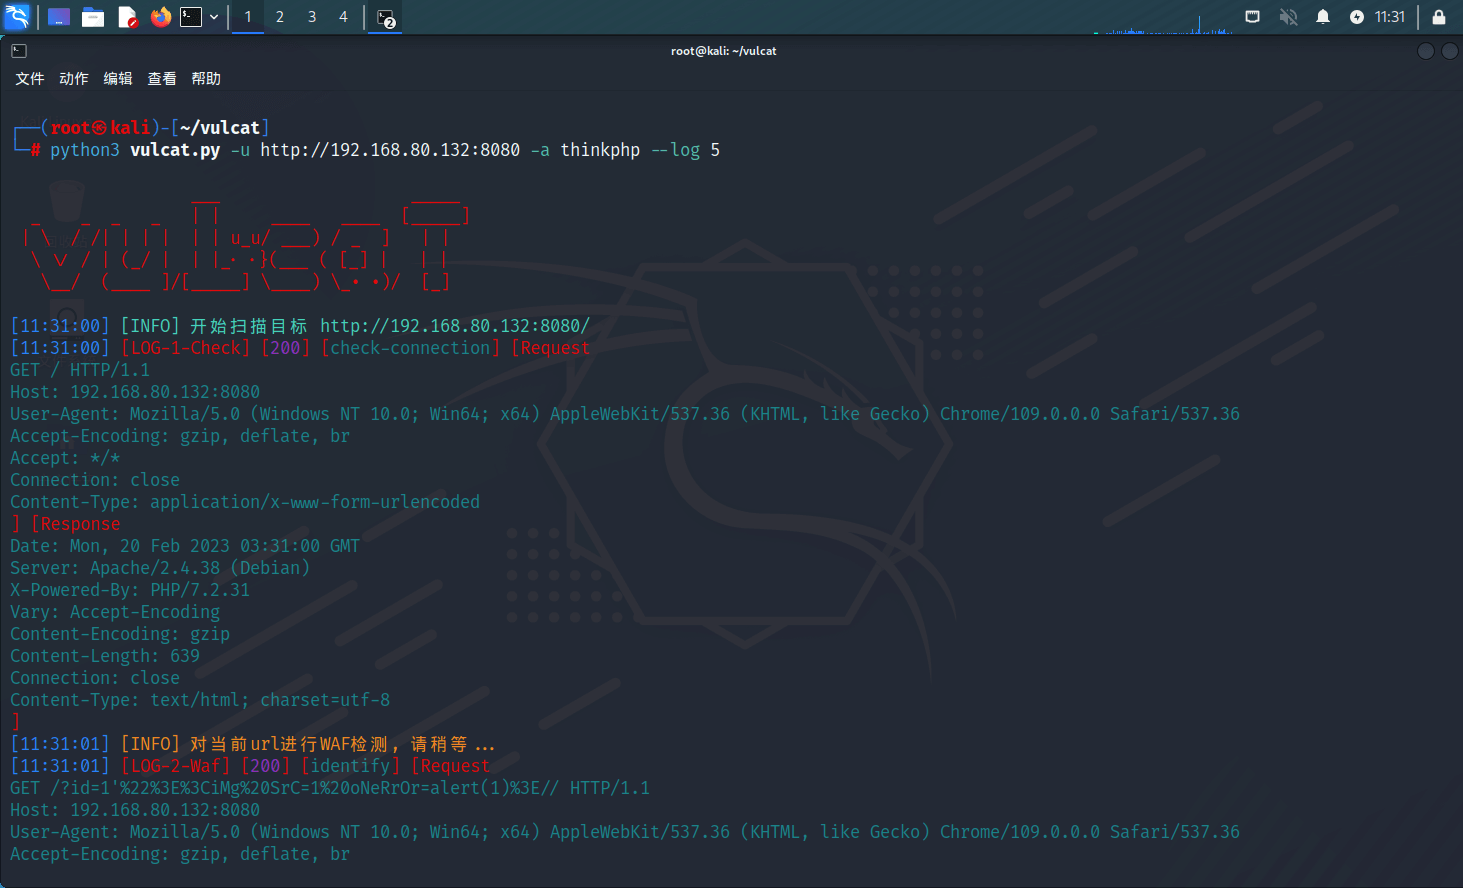 1 2 3 4 2 11:31
root@kali: ~/vulcat
文件 动作 编辑 查看 帮助
┌──(root㉿kali)-[~/vulcat]
└─# python3 vulcat.py -u http://192.168.80.132:8080 -a thinkphp --log 5
[11:31:00] [INFO] 开始扫描目标 http://192.168.80.132:8080/
[11:31:00] [LOG-1-Check] [200] [check-connection] [Request
GET / HTTP/1.1
Host: 192.168.80.132:8080
User-Agent: Mozilla/5.0 (Windows NT 10.0; Win64; x64) AppleWebKit/537.36 (KHTML, like Gecko) Chrome/109.0.0.0 Safari/537.36
Accept-Encoding: gzip, deflate, br
Accept: */*
Connection: close
Content-Type: application/x-www-form-urlencoded
] [Response
Date: Mon, 20 Feb 2023 03:31:00 GMT
Server: Apache/2.4.38 (Debian)
X-Powered-By: PHP/7.2.31
Vary: Accept-Encoding
Content-Encoding: gzip
Content-Length: 639
Connection: close
Content-Type: text/html; charset=utf-8
]
[11:31:01] [INFO] 对当前url进行WAF检测, 请稍等...
[11:31:01] [LOG-2-Waf] [200] [identify] [Request
GET /?id=1'%22%3E%3CiMg%20SrC=1%20oNeRrOr=alert(1)%3E// HTTP/1.1
Host: 192.168.80.132:8080
User-Agent: Mozilla/5.0 (Windows NT 10.0; Win64; x64) AppleWebKit/537.36 (KHTML, like Gecko) Chrome/109.0.0.0 Safari/537.36
Accept-Encoding: gzip, deflate, br